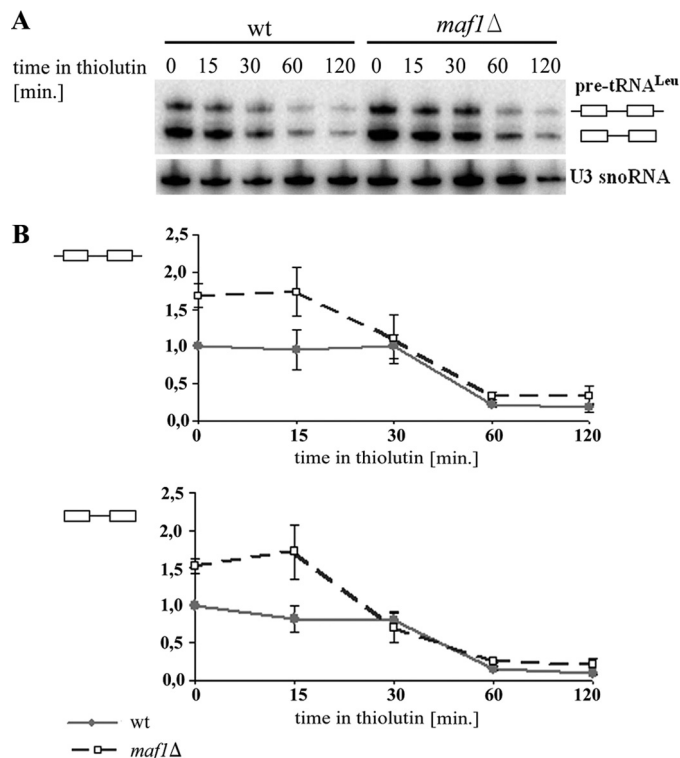 A
wt
maf1Δ
time in thiolutin
[min.]
0 15 30 60 120 0 15 30 60 120
pre-tRNA^Leu
U3 snoRNA
B
2,5
2,0
1,5
1,0
0,5
0,0
0 15 30 60 120
time in thiolutin [min.]
2,5
2,0
1,5
1,0
0,5
0,0
0 15 30 60 120
time in thiolutin [min.]
wt
maf1Δ